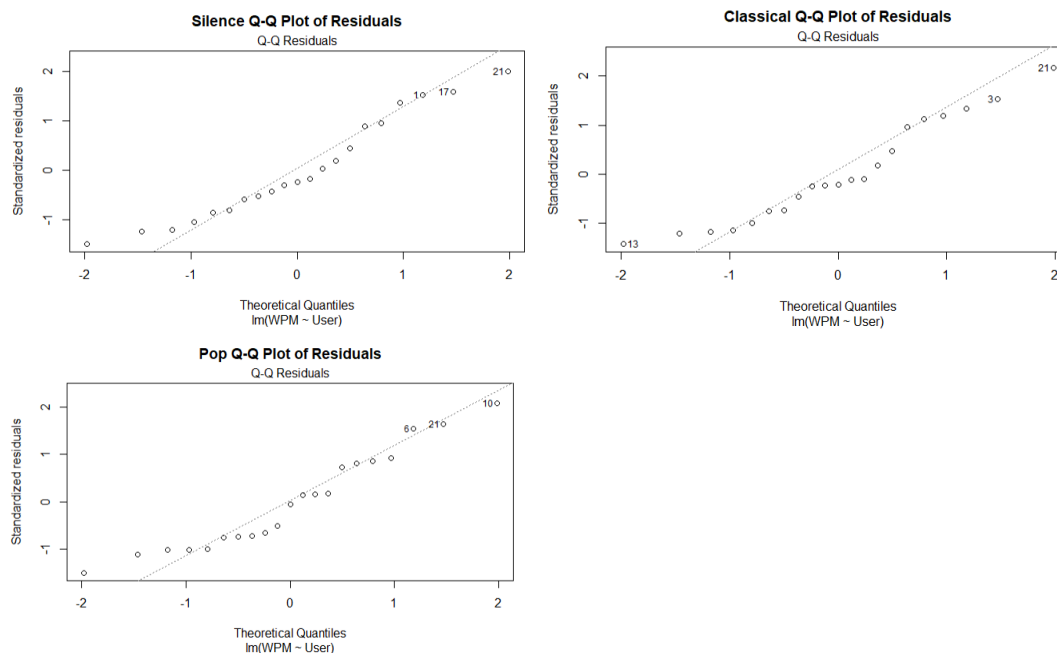 Silence Q-Q Plot of Residuals
Q-Q Residuals
Standardized residuals
2
1
0
-1
1
17
21
-2
-1
0
1
2
Theoretical Quantiles
lm(WPM ~ User)
Classical Q-Q Plot of Residuals
Q-Q Residuals
Standardized residuals
2
1
0
-1
13
3
21
-2
-1
0
1
2
Theoretical Quantiles
lm(WPM ~ User)
Pop Q-Q Plot of Residuals
Q-Q Residuals
Standardized residuals
2
1
0
-1
6
21
10
-2
-1
0
1
2
Theoretical Quantiles
lm(WPM ~ User)